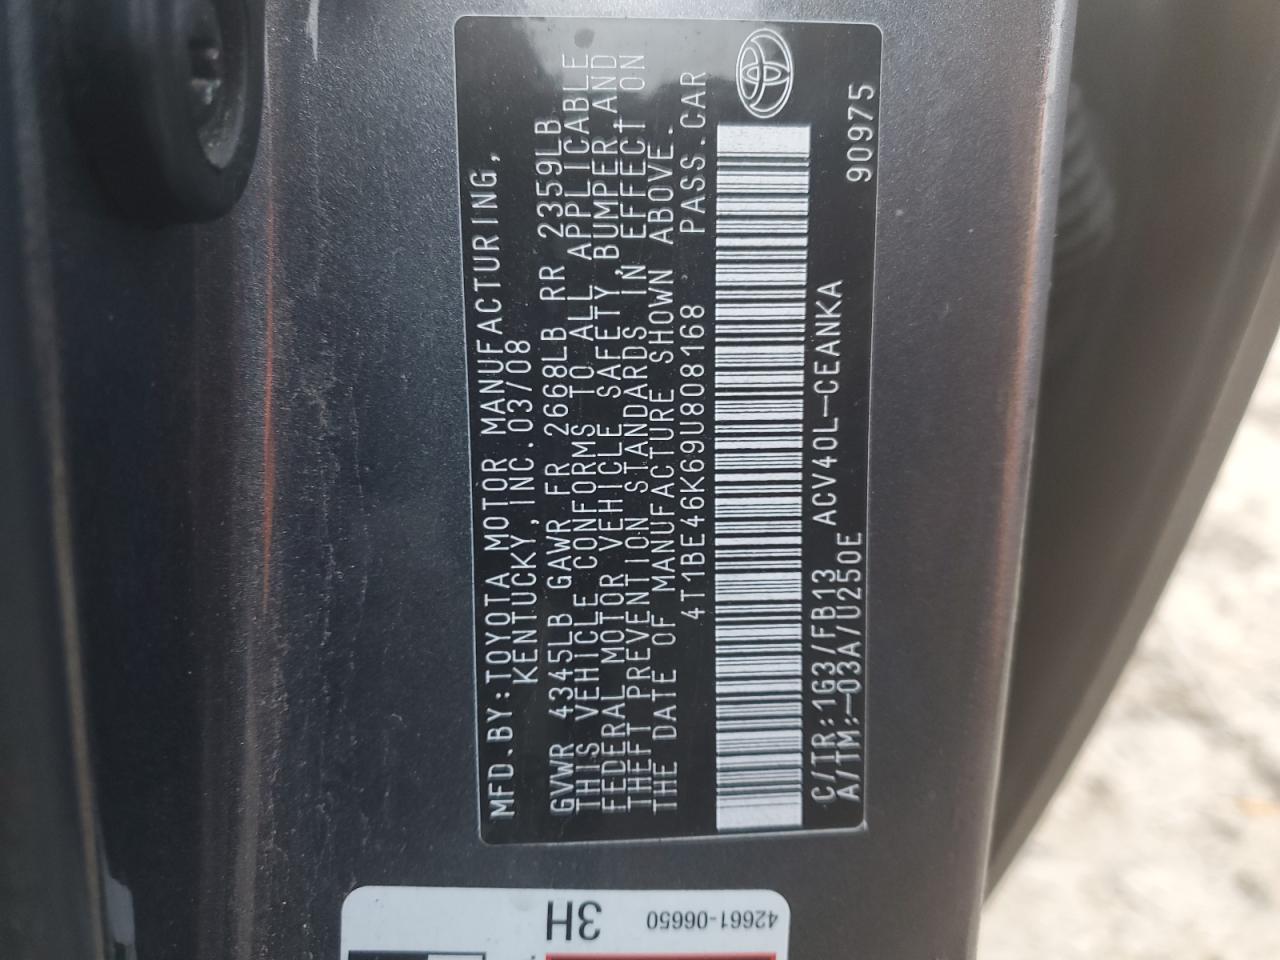 MFD.BY:TOYOTA MOTOR MANUFACTURING,
KENTUCKY, INC. 03/08
GVWR 4345LB GAWR FR 2668LB RR 2359LB
THIS VEHICLE CONFORMS TO ALL APPLICABLE
FEDERAL MOTOR VEHICLE SAFETY,BUMPER,AND
THEFT PREVENTION STANDARDS IN EFFECT ON
THE DATE OF MANUFACTURE SHOWN ABOVE.
4T1BE46K69U808168 PASS.CAR
C/TR:1G3/FB13 ACV40L-CEANKA
A/TM:-03A/U250E 90975
3H 42661-06650